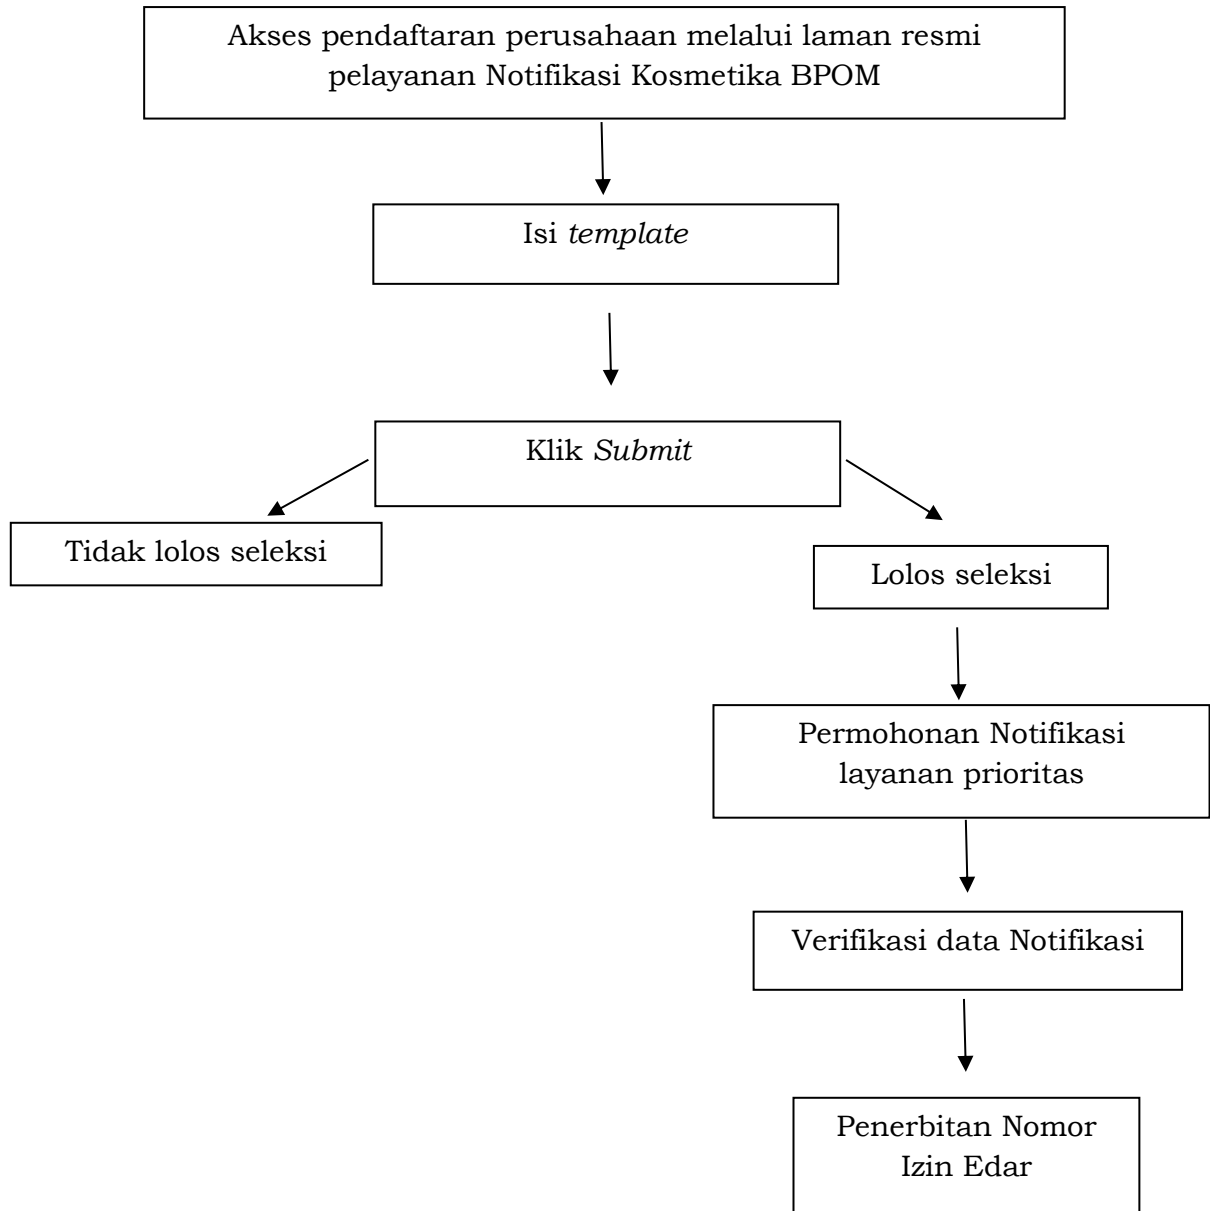 Akses pendaftaran perusahaan melalui laman resmi
pelayanan Notifikasi Kosmetika BPOM
Isi template
Klik Submit
Tidak lolos seleksi
Lolos seleksi
Permohonan Notifikasi
layanan prioritas
Verifikasi data Notifikasi
Penerbitan Nomor
Izin Edar